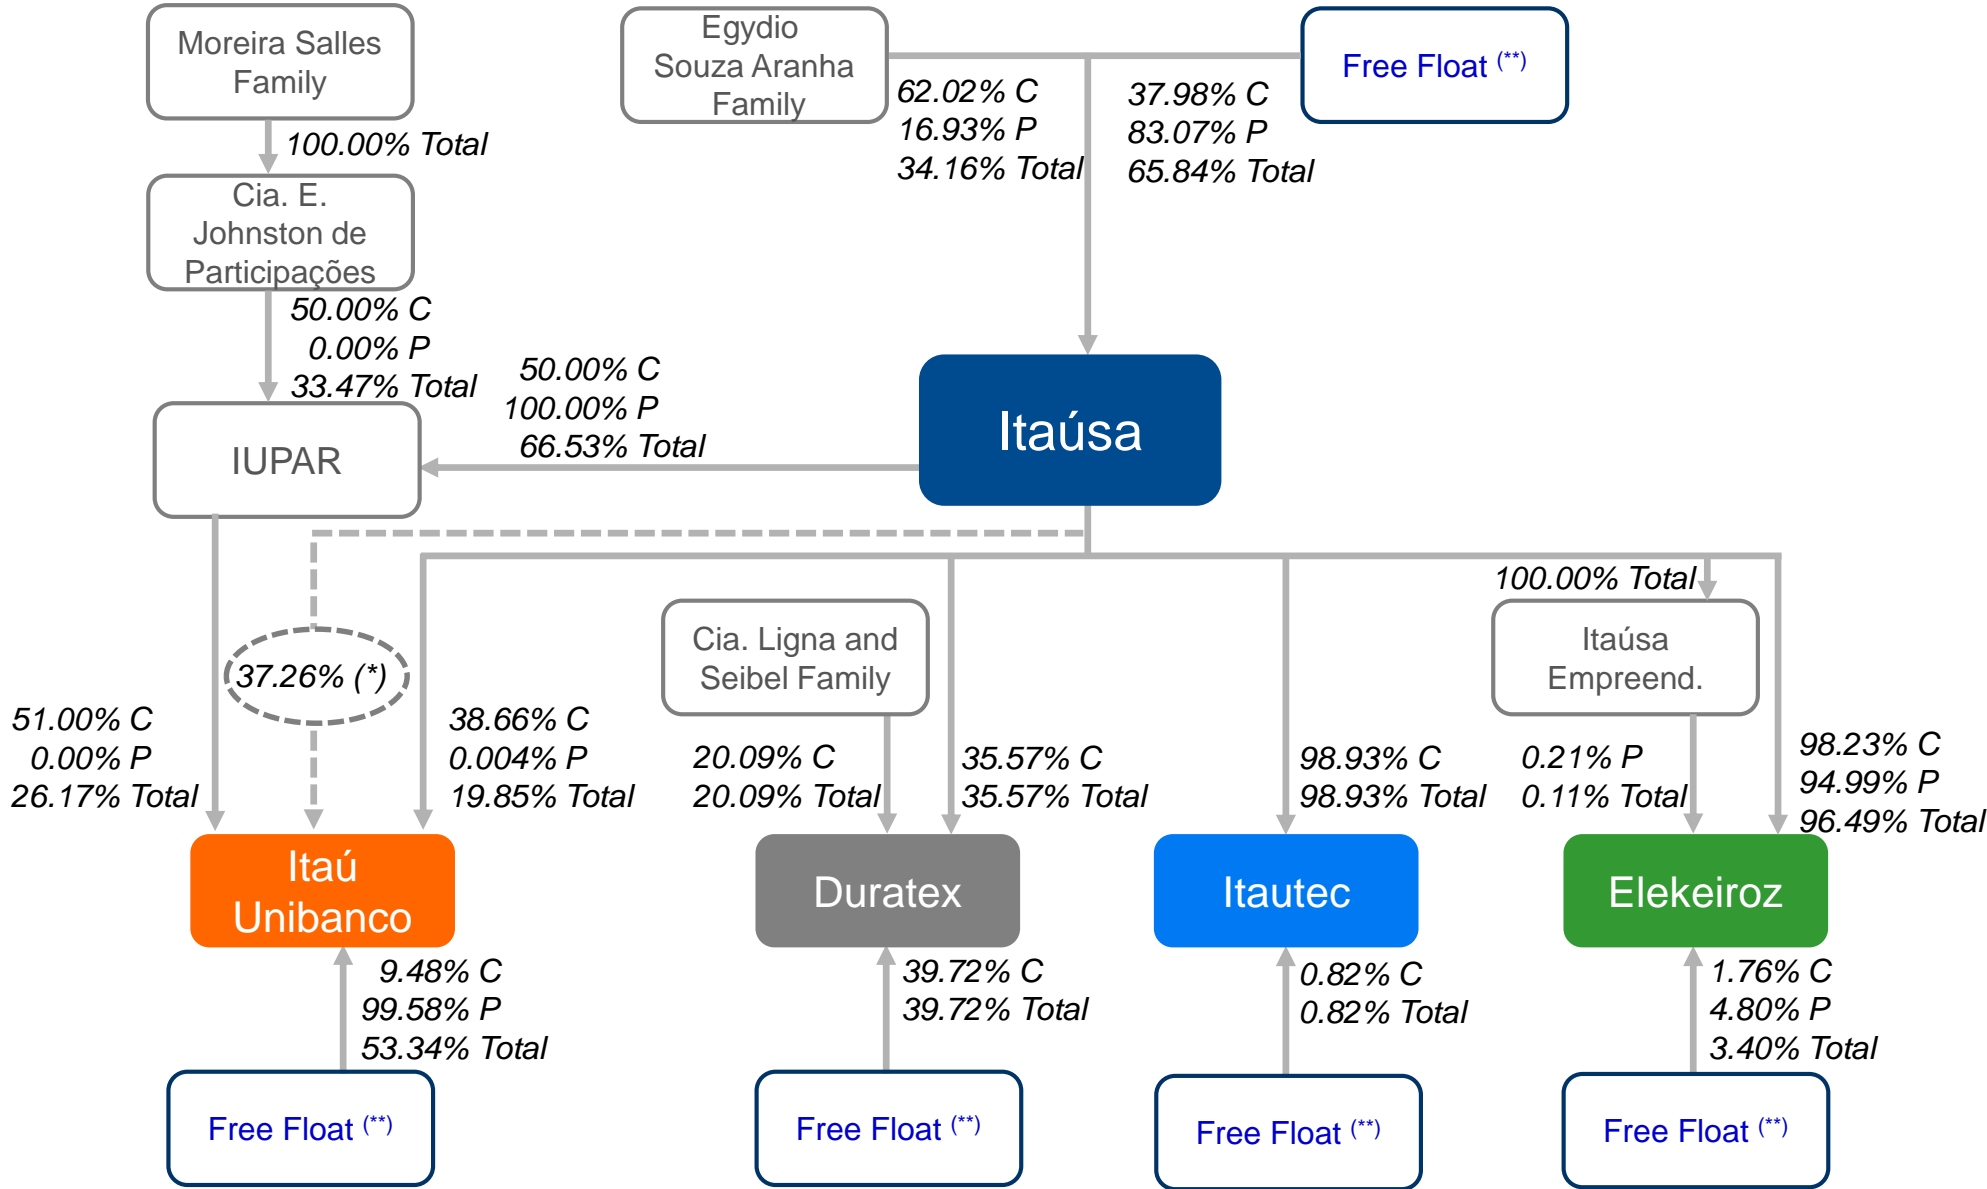 Moreira Salles
Family
Egydio
Souza Aranha
Family
Free Float (**)
62.02% C
16.93% P
34.16% Total
37.98% C
83.07% P
65.84% Total
100.00% Total
Cia. E.
Johnston de
Participações
50.00% C
0.00% P
33.47% Total
50.00% C
100.00% P
66.53% Total
Itaúsa
IUPAR
37.26% (*)
51.00% C
0.00% P
26.17% Total
38.66% C
0.004% P
19.85% Total
Cia. Ligna and
Seibel Family
20.09% C
20.09% Total
35.57% C
35.57% Total
98.93% C
98.93% Total
100.00% Total
Itaúsa
Empreend.
0.21% P
0.11% Total
98.23% C
94.99% P
96.49% Total
Itaú
Unibanco
Duratex
Itautec
Elekeiroz
9.48% C
99.58% P
53.34% Total
39.72% C
39.72% Total
0.82% C
0.82% Total
1.76% C
4.80% P
3.40% Total
Free Float (**)
Free Float (**)
Free Float (**)
Free Float (**)